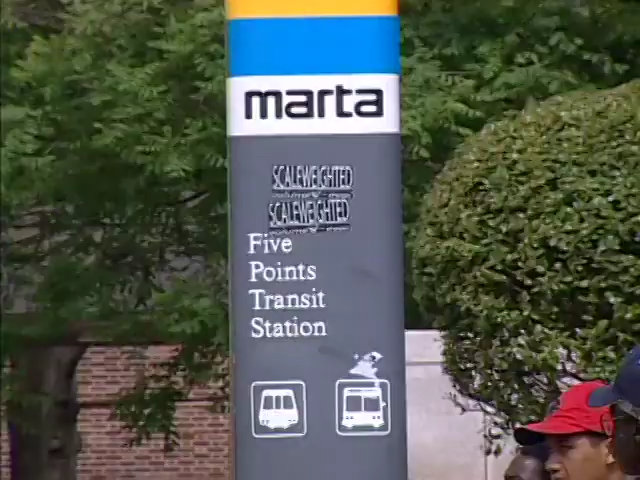 marta
SCALEWEIGHTED
SCALEWEIGHTED
Five
Points
Transit
Station